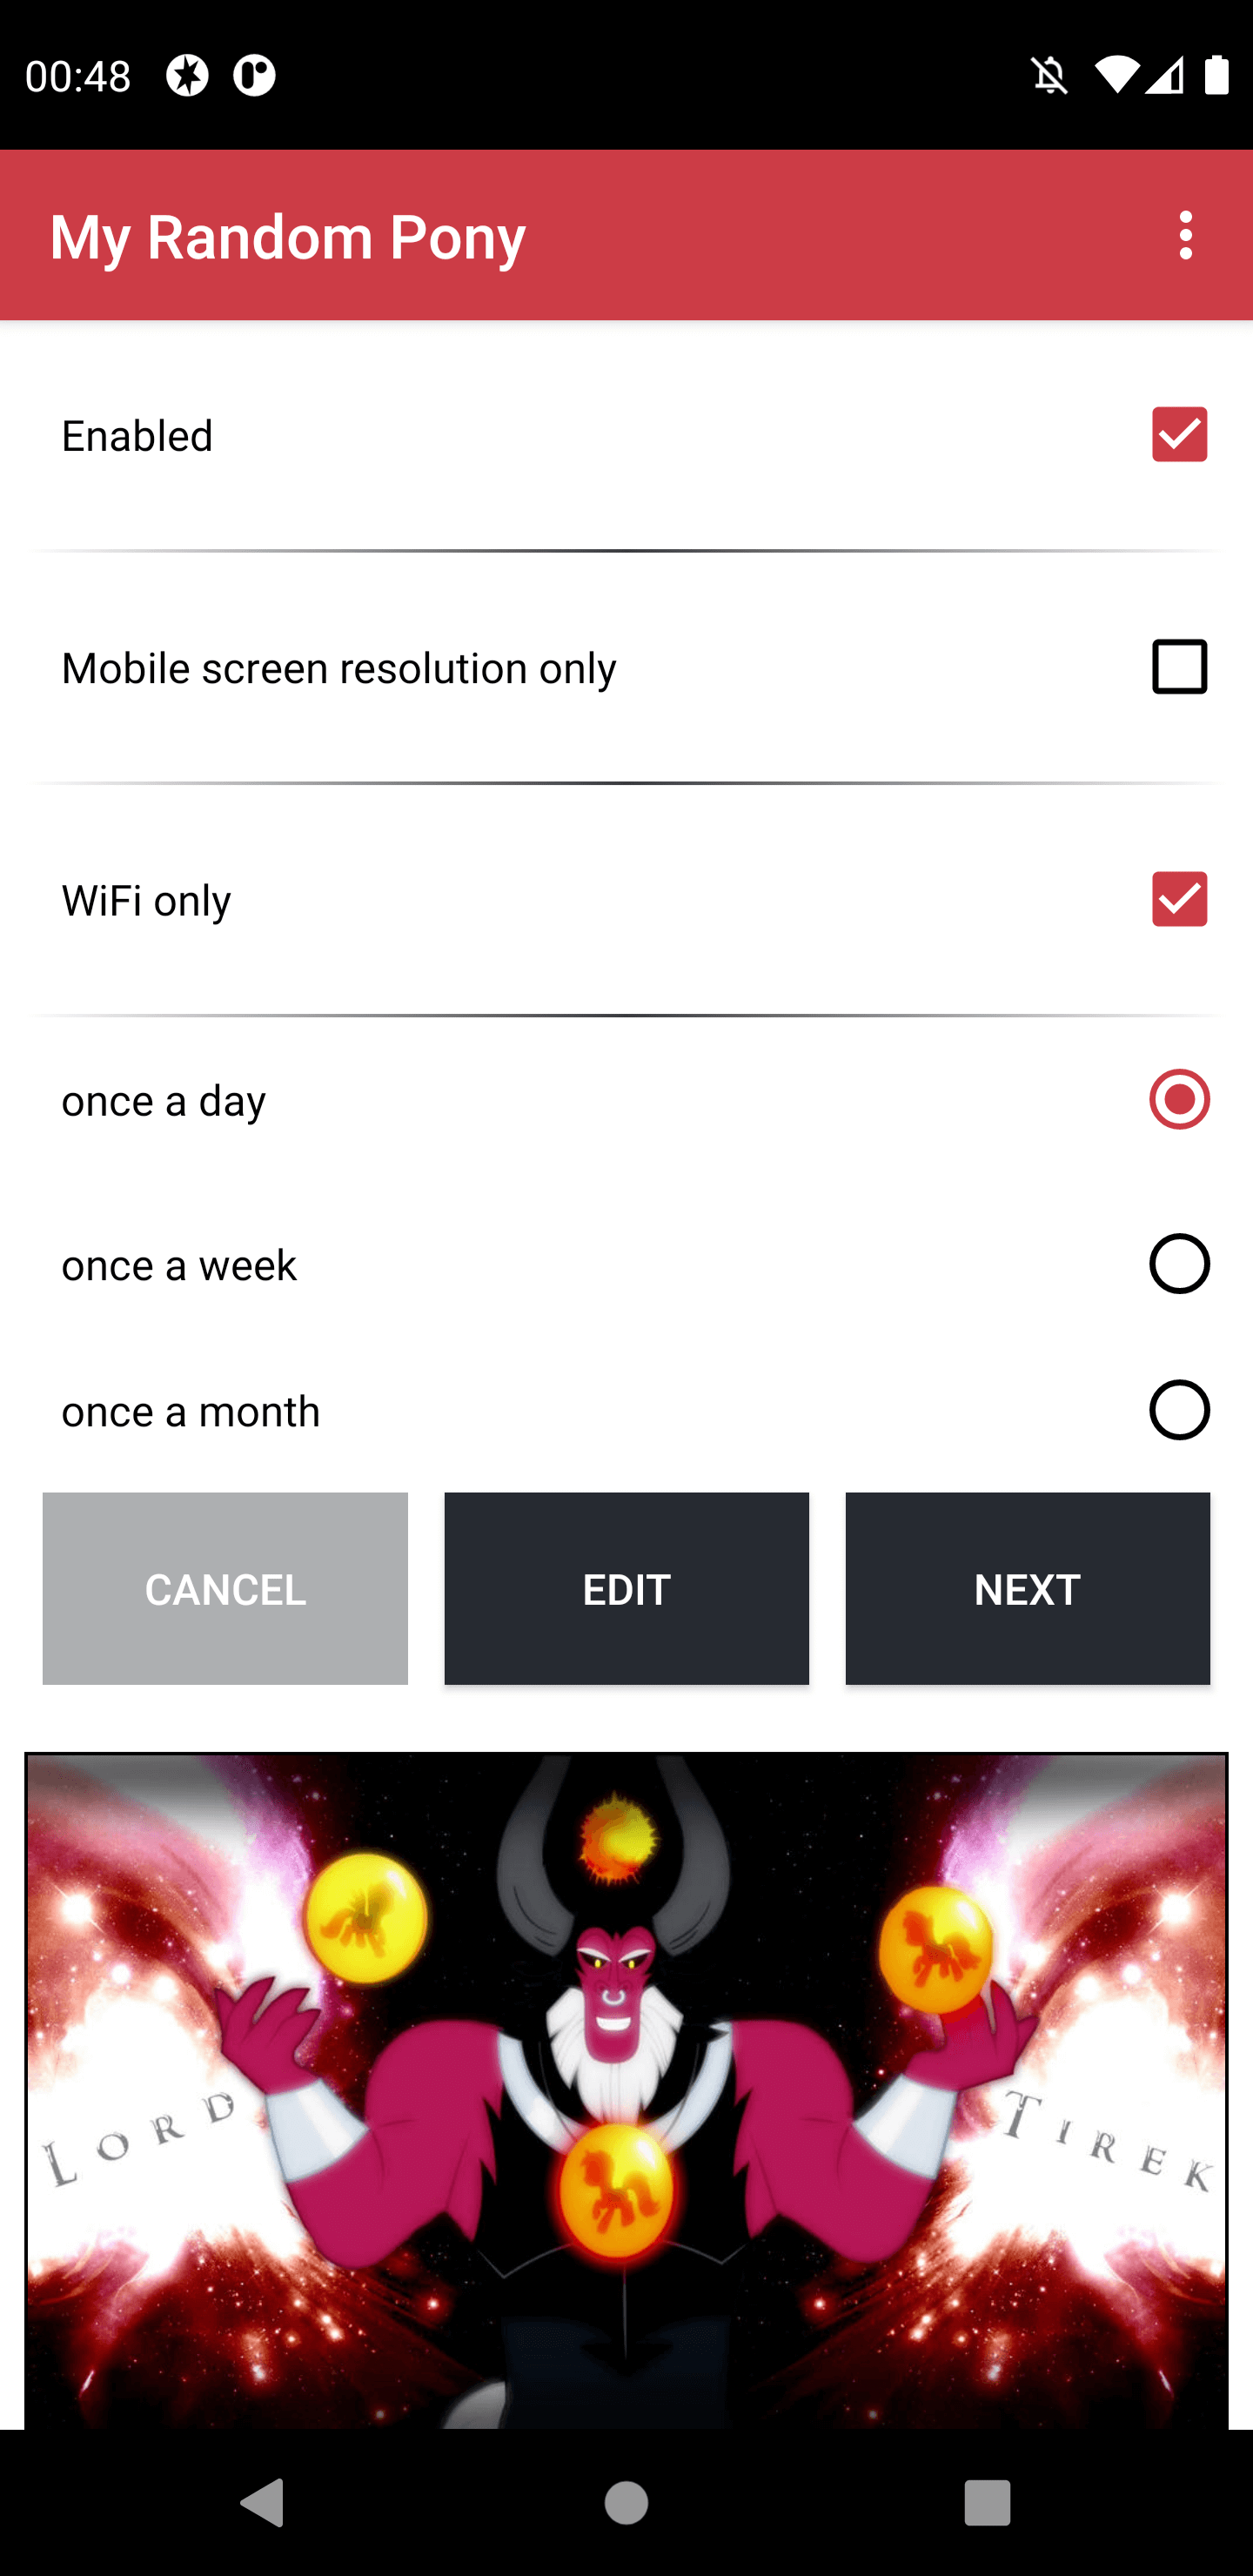 00:48
My Random Pony
Enabled
Mobile screen resolution only
WiFi only
once a day
once a week
once a month
CANCEL EDIT NEXT
LORD TIREK